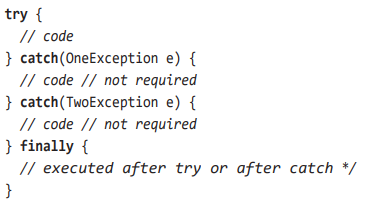 try {
// code
} catch(OneException e) {
// code // not required
} catch(TwoException e) {
// code // not required
} finally {
// executed after try or after catch */
}